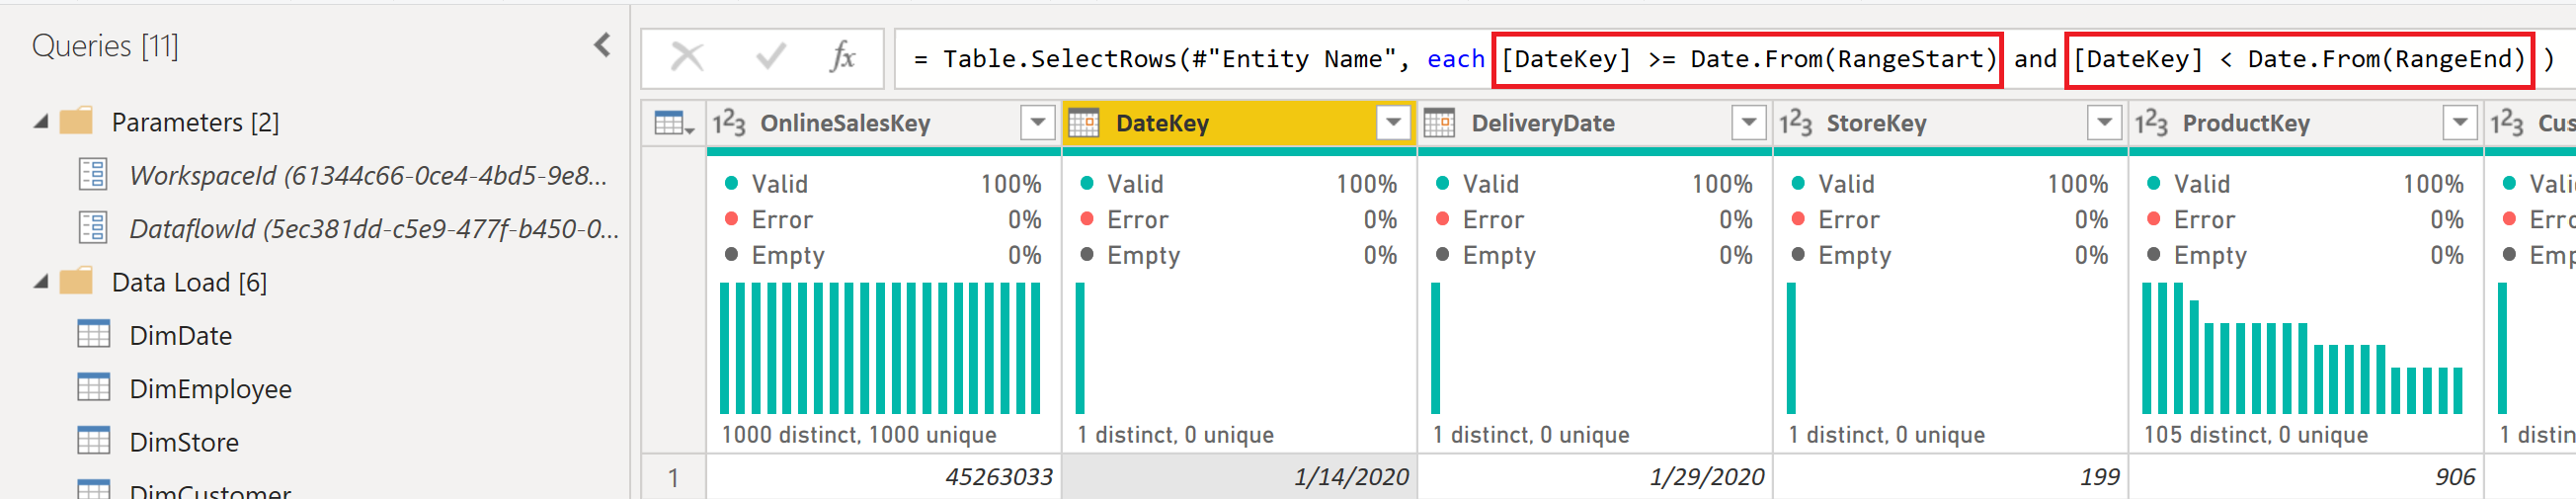 Queries [11]
= Table.SelectRows(#"Entity Name", each [DateKey] >= Date.From(RangeStart) and [DateKey] < Date.From(RangeEnd) )
fx
Parameters [2]
WorkspaceId (61344c66-0ce4-4bd5-9e8...
DataflowId (5ec381dd-c5e9-477f-b450-0...
Data Load [6]
DimDate
DimEmployee
DimStore
DimCustomer
1²3 OnlineSalesKey
Valid 100%
Error 0%
Empty 0%
1000 distinct, 1000 unique
DateKey
Valid 100%
Error 0%
Empty 0%
1 distinct, 0 unique
DeliveryDate
Valid 100%
Error 0%
Empty 0%
1 distinct, 0 unique
1²3 StoreKey
Valid 100%
Error 0%
Empty 0%
1 distinct, 0 unique
1²3 ProductKey
Valid 100%
Error 0%
Empty 0%
105 distinct, 0 unique
1²3 Cus
Vali
Erro
Emp
1 distin
1 45263033 1/14/2020 1/29/2020 199 906